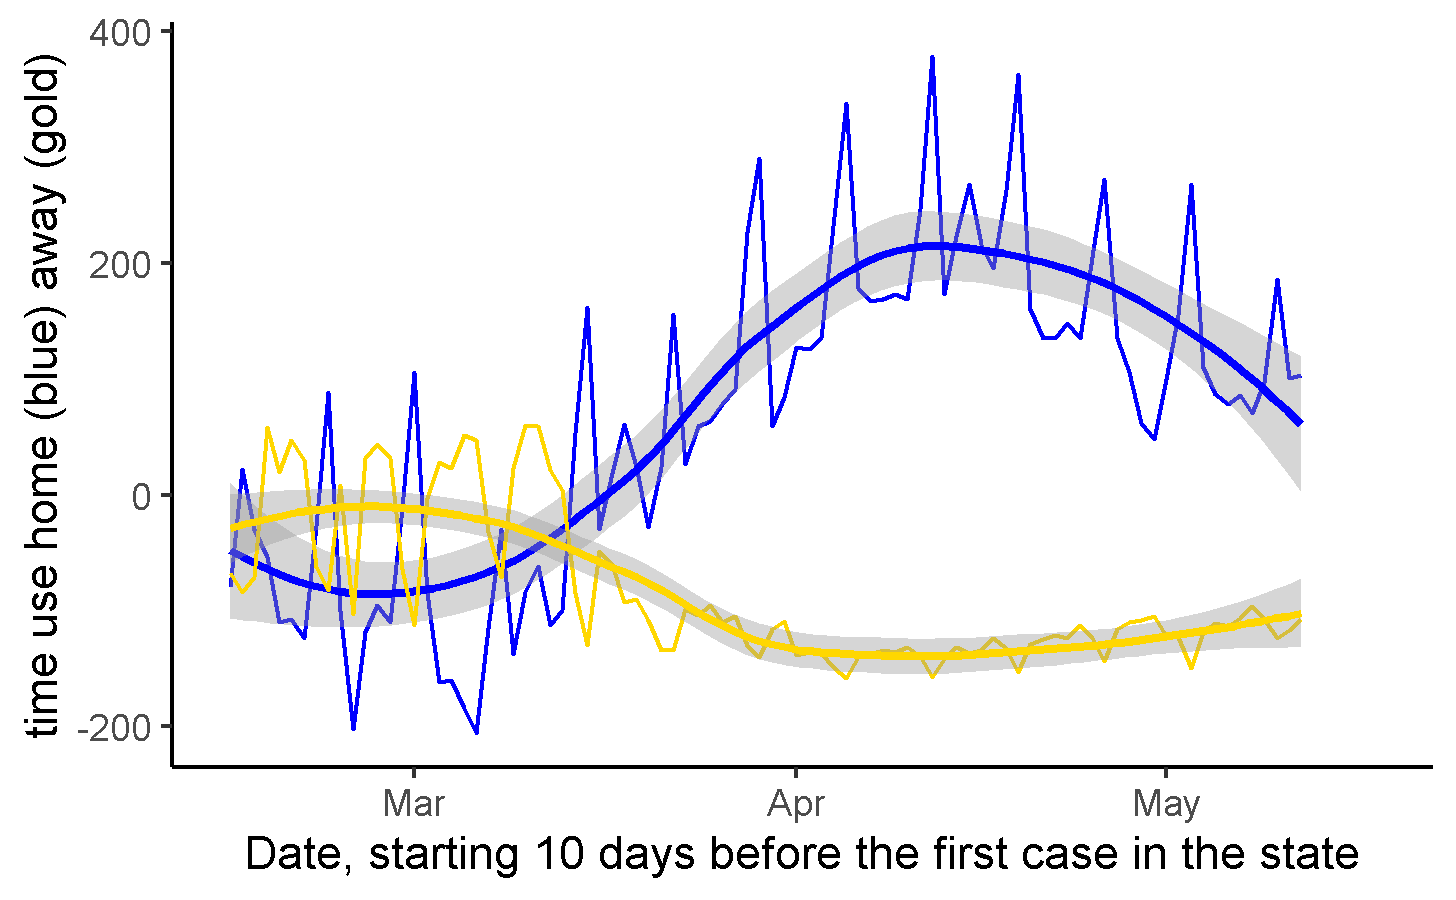 400
200
0
-200
time use home (blue) away (gold)
Mar Apr May
Date, starting 10 days before the first case in the state